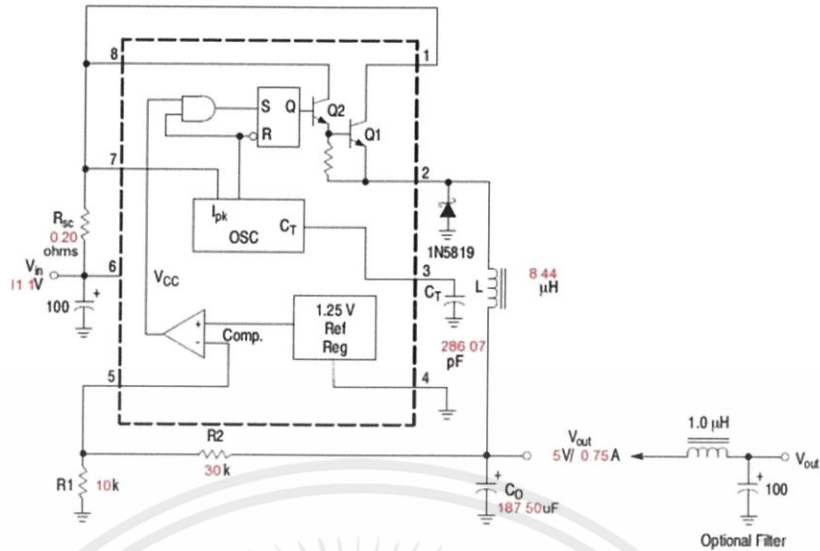 8
1
S Q
Q2
R
Q1
7
2
Ipk
CT
OSC
Rsc
0.20
ohms
1N5819
Vin
11.1V
6
VCC
3
CT
L
8.44
μH
100
+
1.25 V
Ref
Reg
+
-
Comp.
286.07
pF
5
4
R2
30k
Vout
5V/ 0.75A
1.0 μH
Vout
R1
10k
+
CO
187.50uF
+
100
Optional Filter